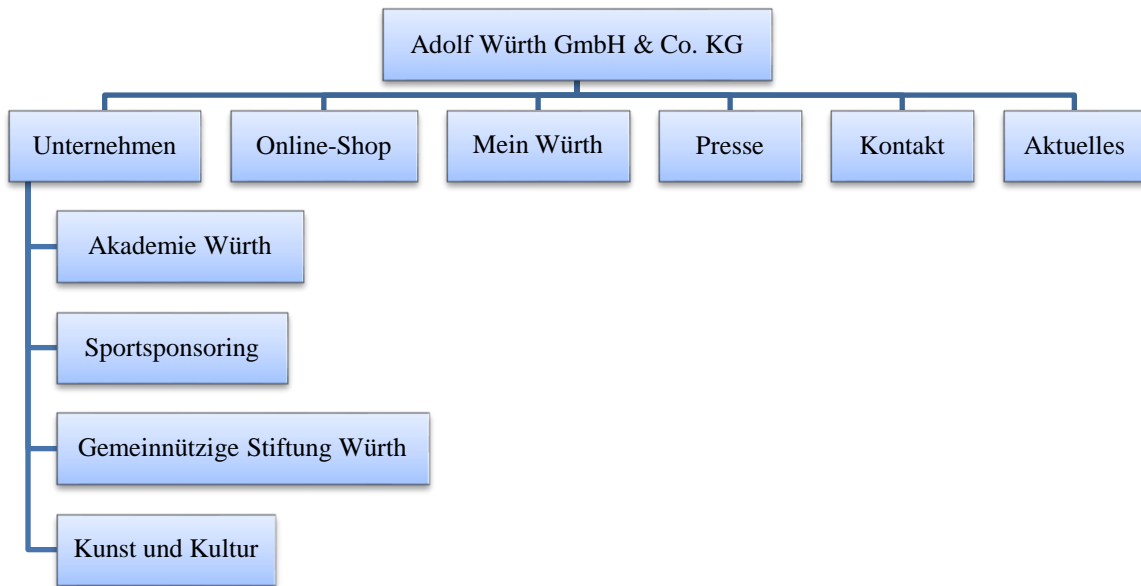 Adolf Würth GmbH & Co. KG
Unternehmen
Online-Shop
Mein Würth
Presse
Kontakt
Aktuelles
Akademie Würth
Sportsponsoring
Gemeinnützige Stiftung Würth
Kunst und Kultur